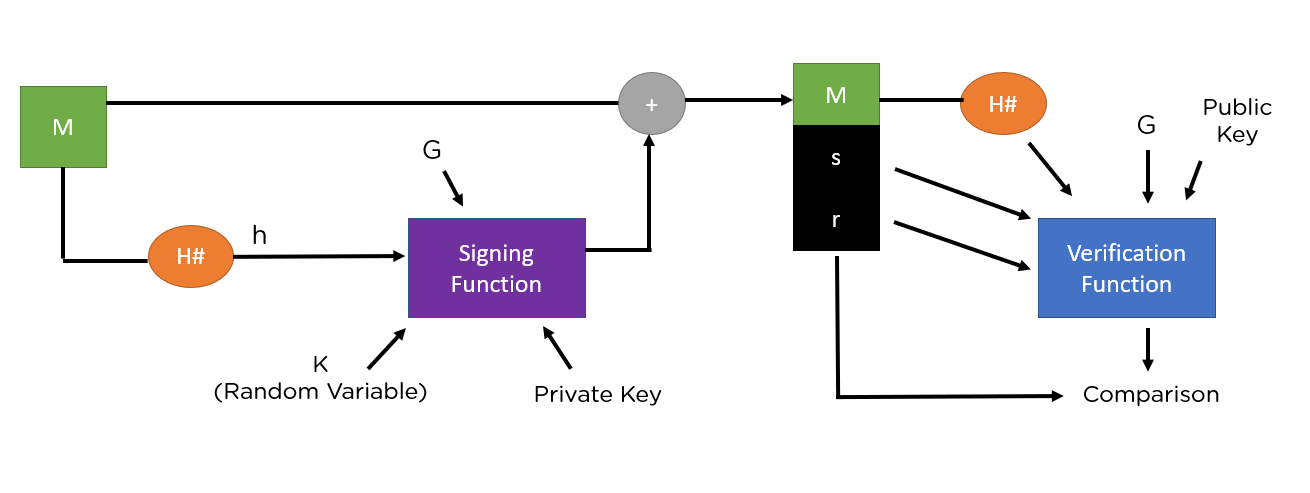 M
H#
h
G
Signing
Function
K
(Random Variable)
Private Key
+
M
s
r
H#
G
Public
Key
Verification
Function
Comparison